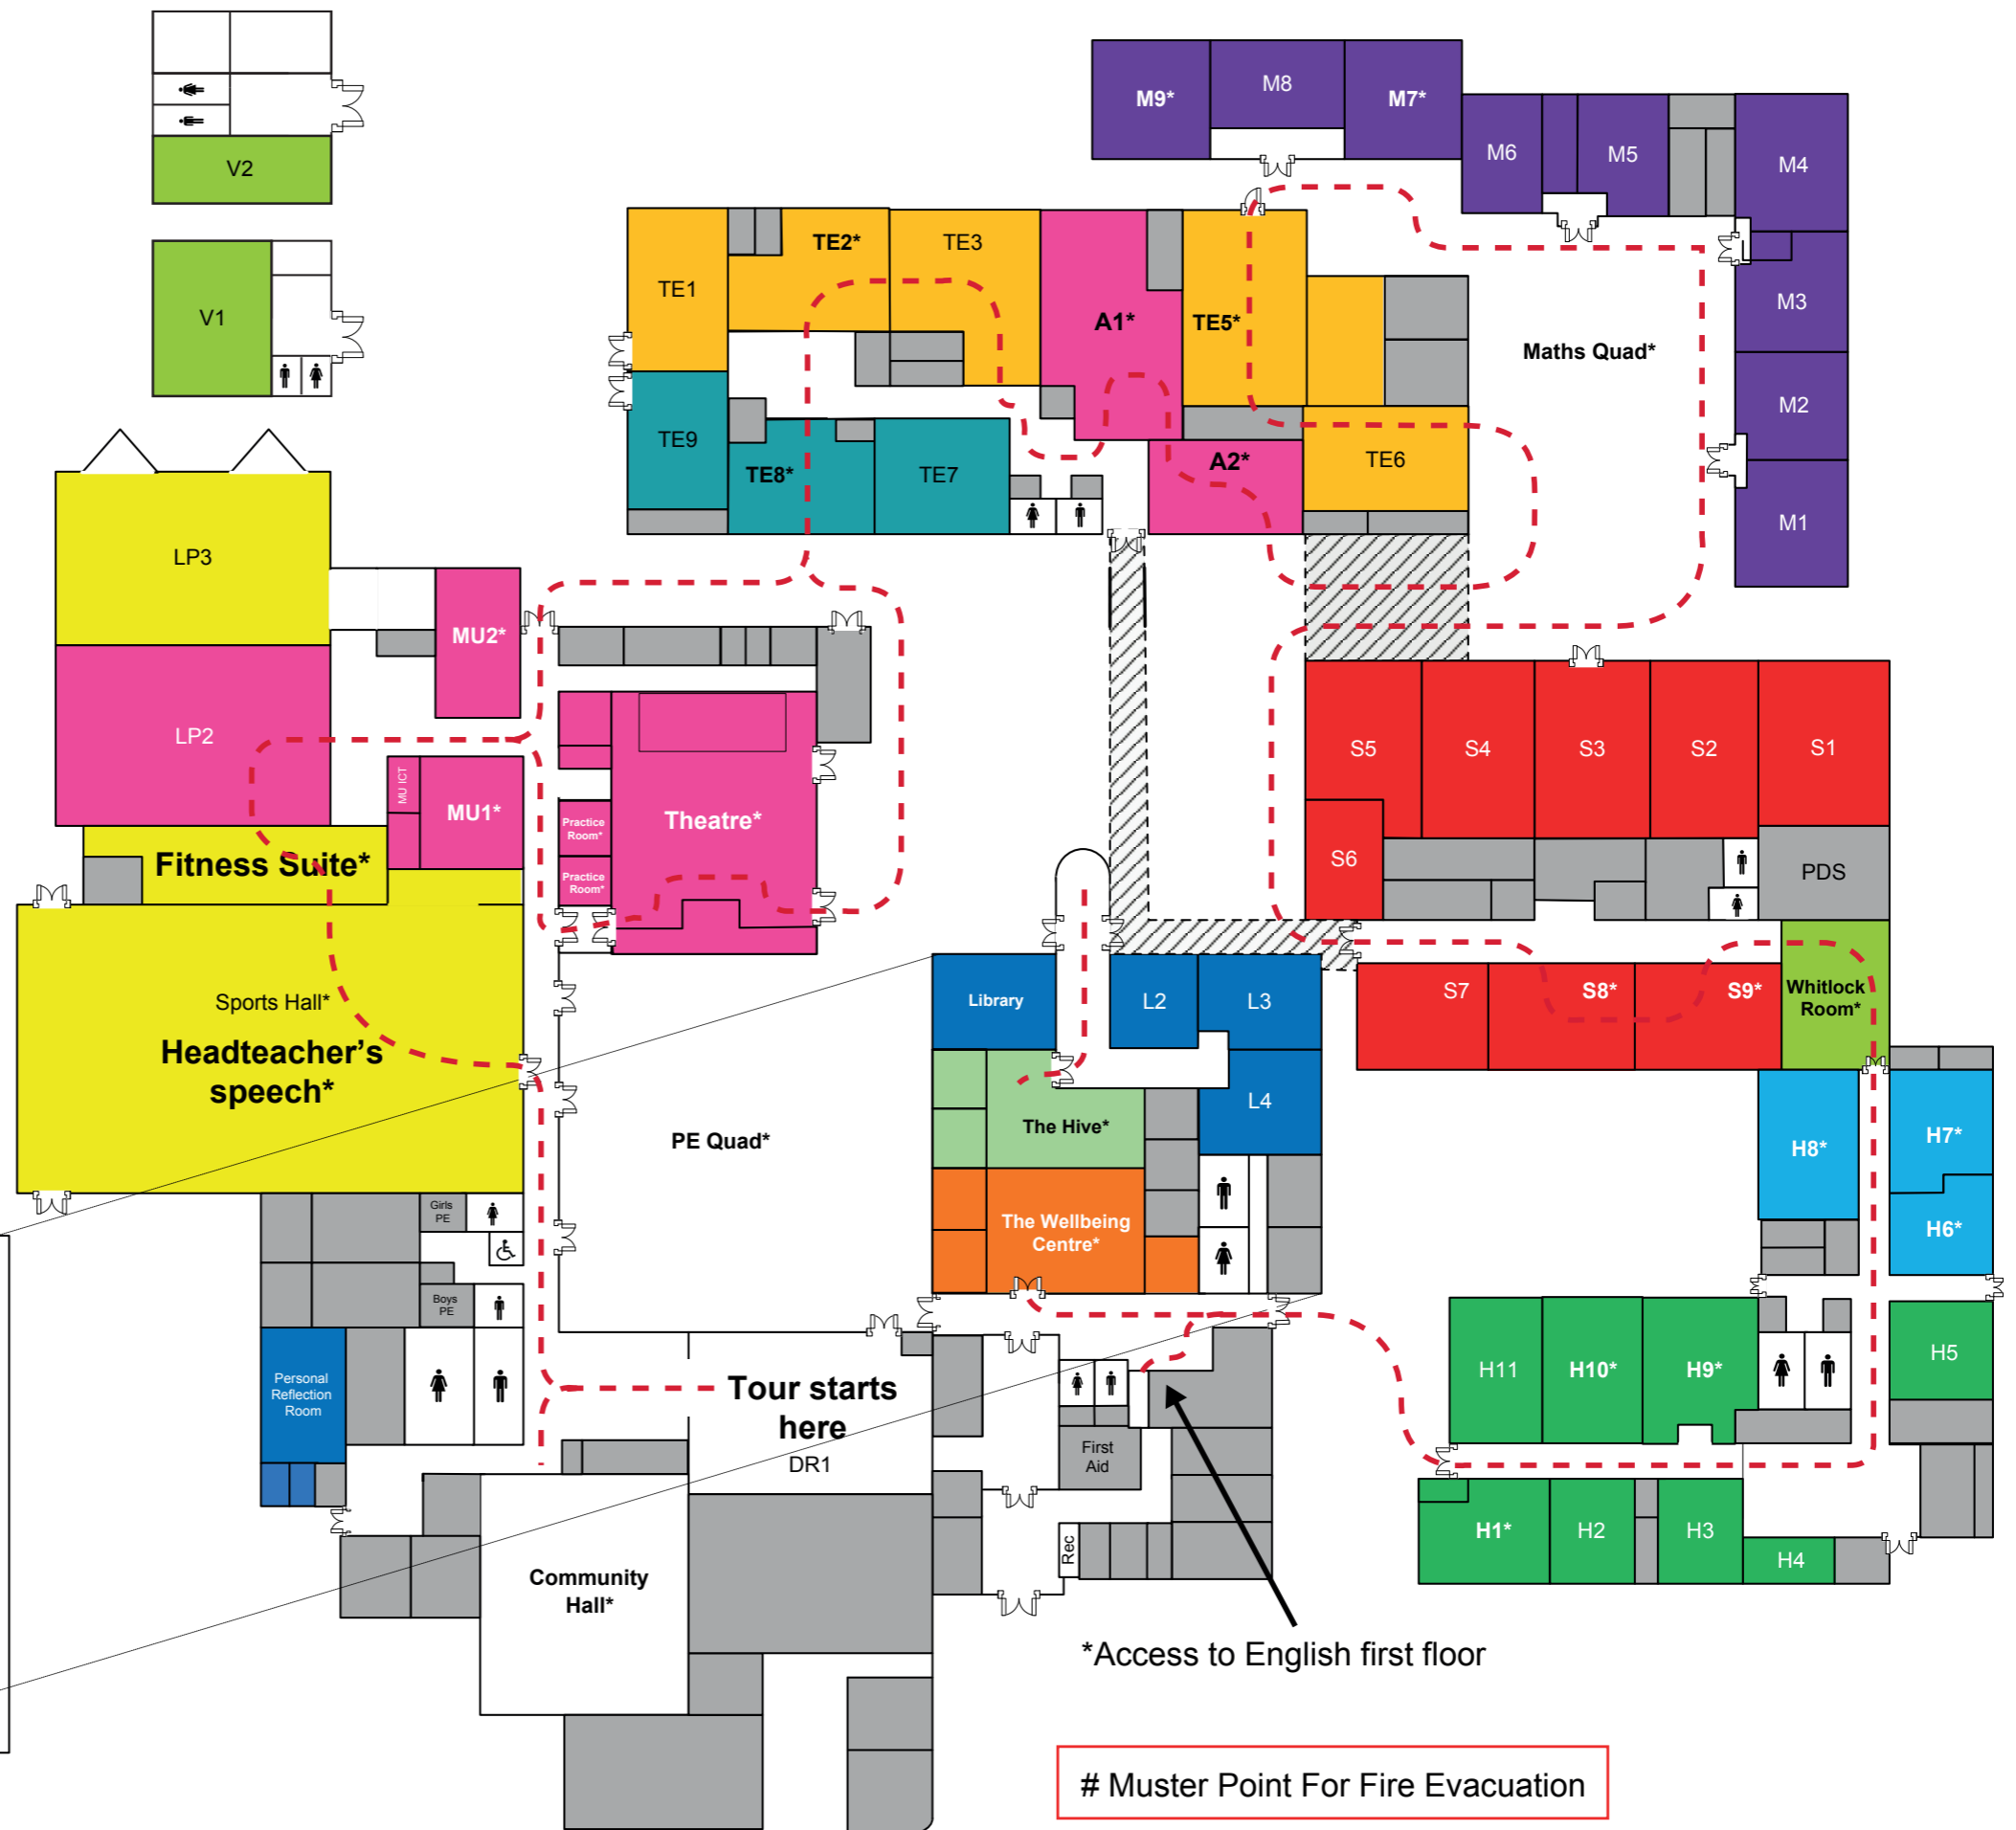 M9*
M8
M7*
M6
M5
M4
V2
TE1
TE2*
TE3
A1*
TE5*
M3
V1
Maths Quad*
M2
TE9
TE8*
TE7
A2*
TE6
M1
LP3
MU2*
LP2
S5
S4
S3
S2
S1
MU ICT
MU1*
Theatre*
Practice
Room*
Practice
Room*
Fitness Suite*
S6
PDS
Sports Hall*
Headteacher's
speech*
Library
L2
L3
S7
S8*
S9*
Whitlock
Room*
L4
The Hive*
PE Quad*
H8*
H7*
H6*
Girls
PE
The Wellbeing
Centre*
Boys
PE
Personal
Reflection
Room
Tour starts
here
DR1
H11
H10*
H9*
H5
First
Aid
H1*
H2
H3
H4
Rec
Community
Hall*
*Access to English first floor
# Muster Point For Fire Evacuation